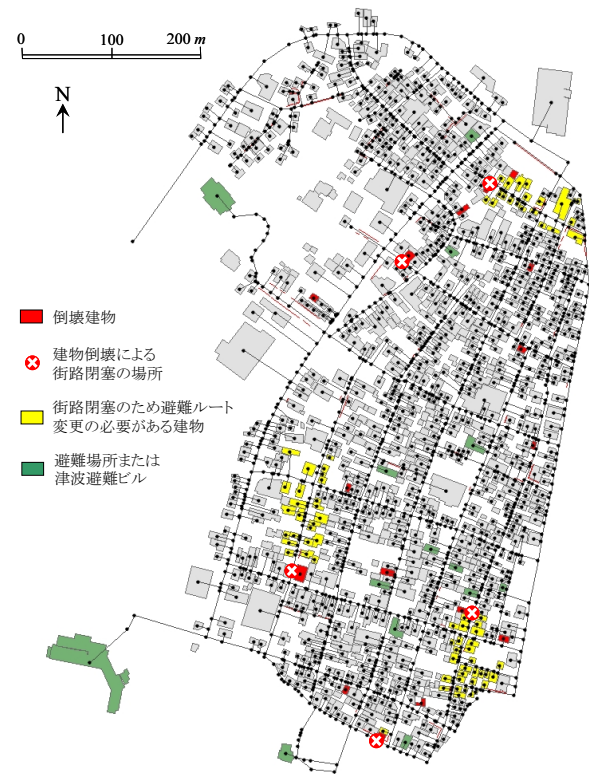 0 100 200 m
N
倒壊建物
建物倒壊による
街路閉塞の場所
街路閉塞のため避難ルート
変更の必要がある建物
避難場所または
津波避難ビル